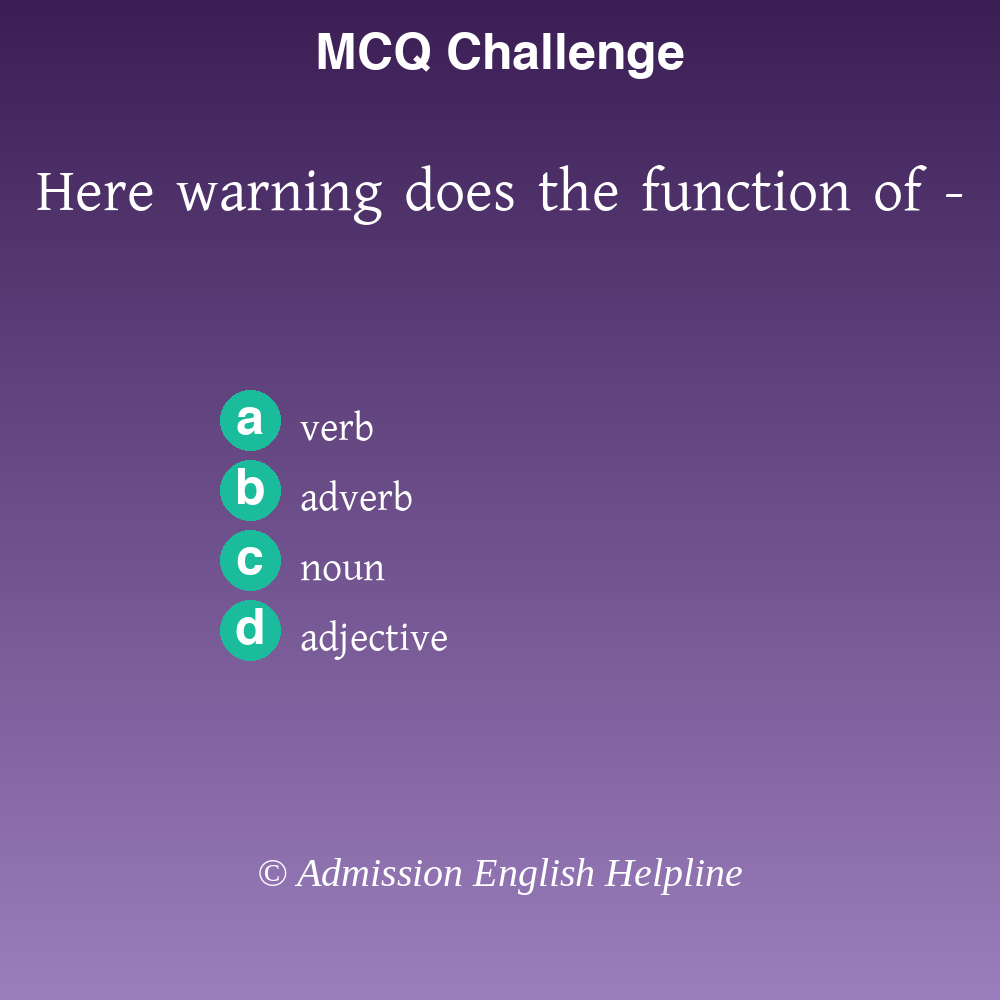 MCQ Challenge
Here warning does the function of -
a verb
b adverb
c noun
d adjective
© Admission English Helpline